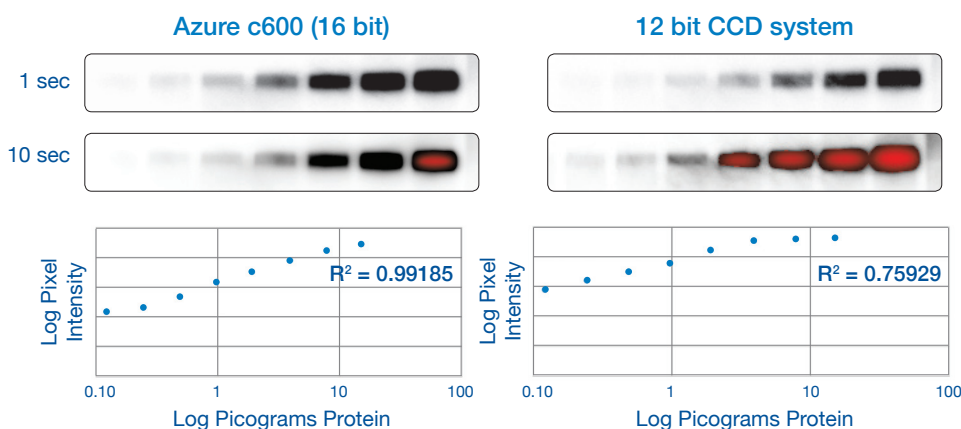 Azure c600 (16 bit)
12 bit CCD system
1 sec
10 sec
Log Pixel
Intensity
R² = 0.99185
0.10 1 10 100
Log Picograms Protein
Log Pixel
Intensity
R² = 0.75929
0.10 1 10 100
Log Picograms Protein